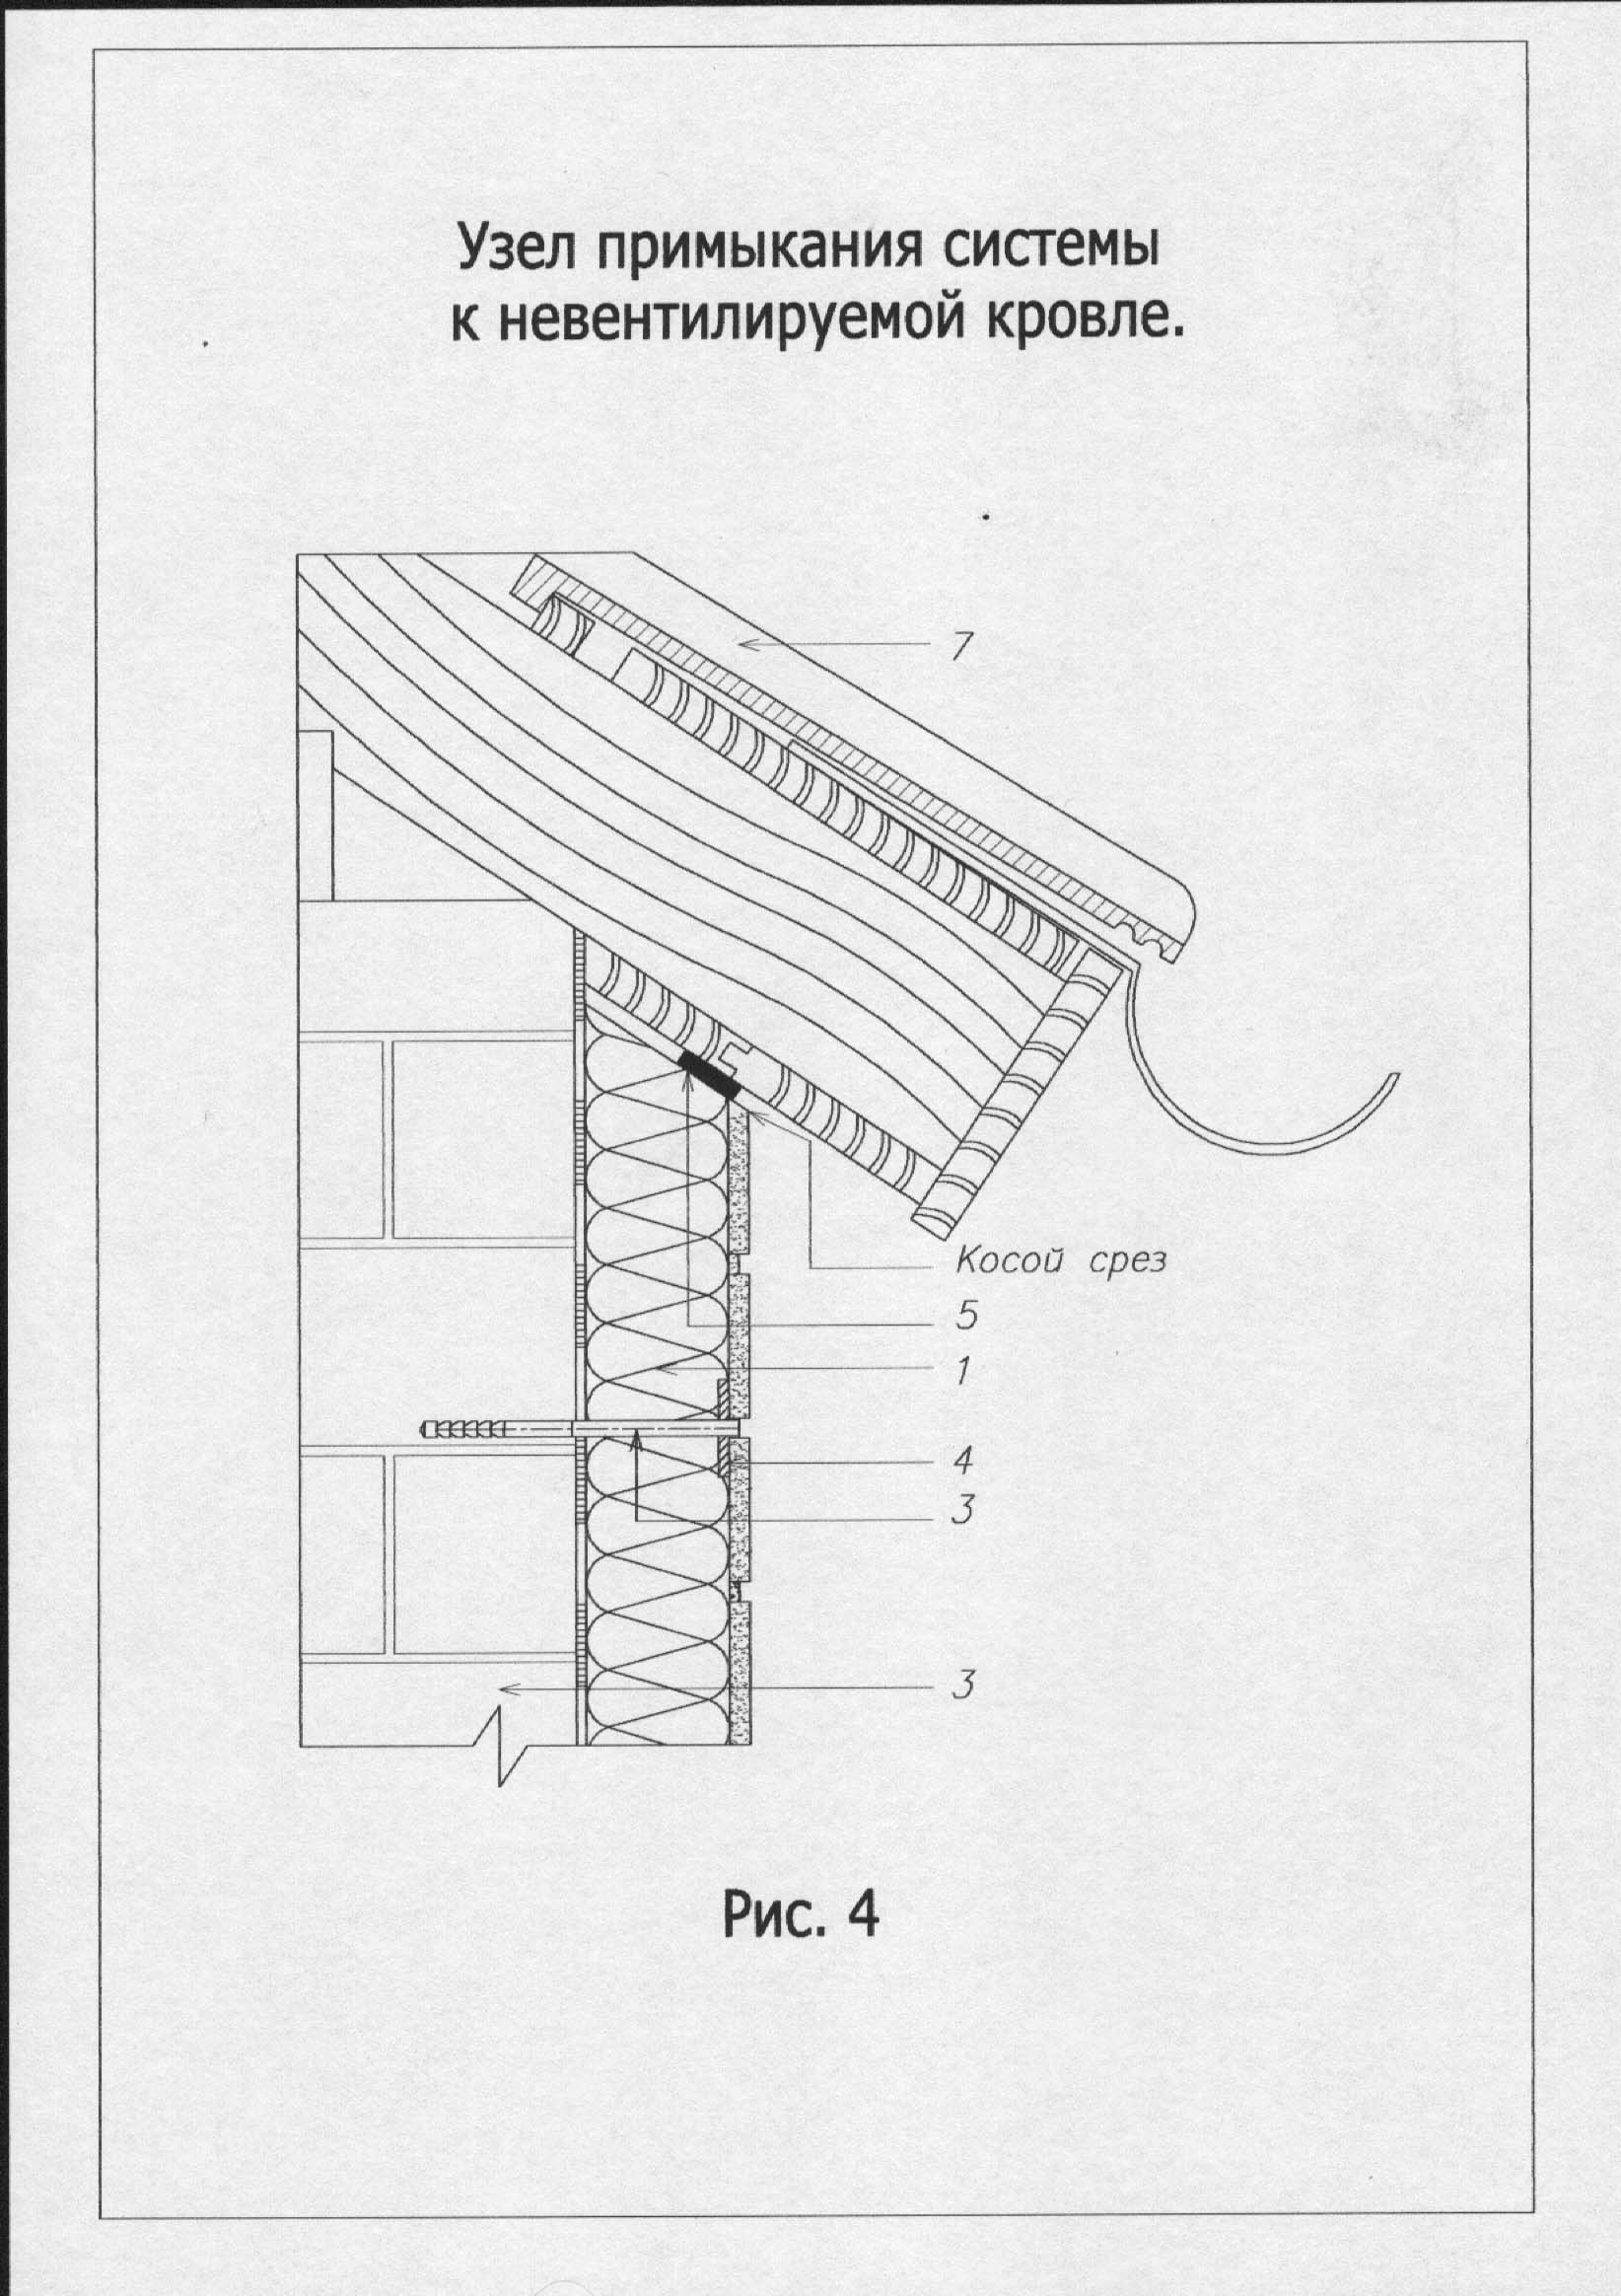 Узел примыкания системы
к невентилируемой кровле.
7
Косой срез
5
1
4
3
3
Рис. 4